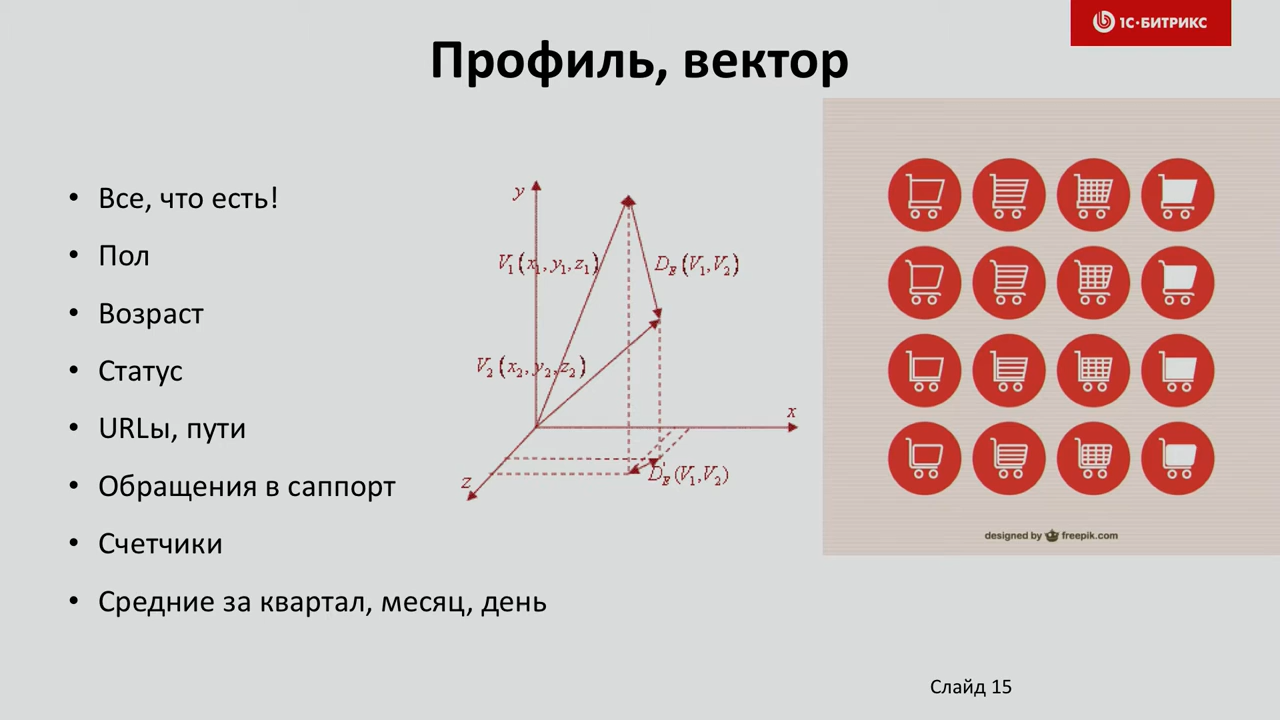 1С-БИТРИКС
Профиль, вектор
• Все, что есть!
• Пол
• Возраст
• Статус
• URLы, пути
• Обращения в саппорт
• Счетчики
• Средние за квартал, месяц, день
y
V₁(x₁,y₁,z₁)
D_E(V₁,V₂)
V₂(x₂,y₂,z₂)
x
z
D_E(V₁,V₂)
designed by freepik.com
Слайд 15